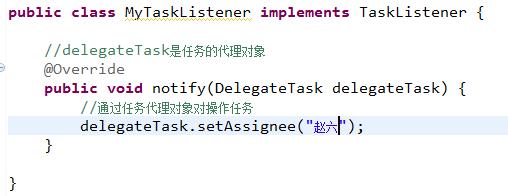 public class MyTaskListener implements TaskListener {
//delegateTask是任务的代理对象
@Override
public void notify(DelegateTask delegateTask) {
//通过任务代理对象对操作任务
delegateTask.setAssignee("赵六");
}
}